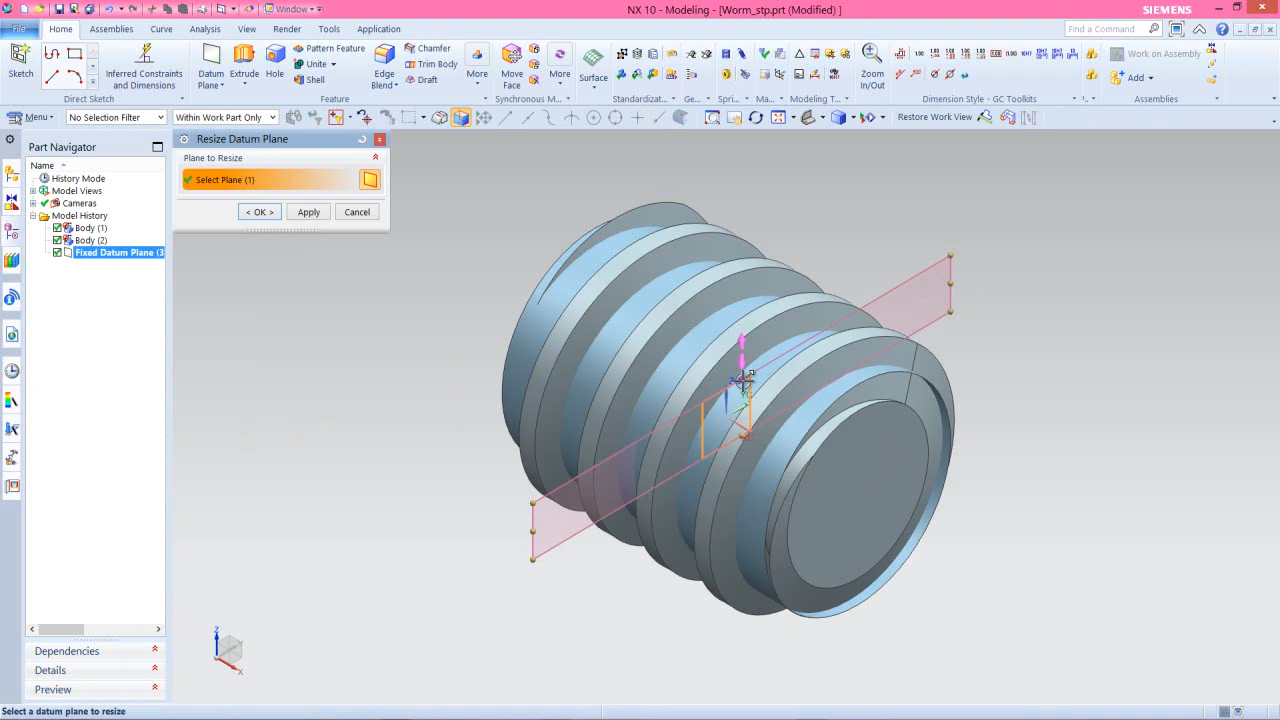 NX 10 - Modeling - [Worm_stp.prt (Modified) ]
SIEMENS
Window
File
Home
Assemblies
Curve
Analysis
View
Render
Tools
Application
Find a Command
Sketch
Inferred Constraints and Dimensions
Direct Sketch
Datum Plane
Extrude
Hole
Pattern Feature
Unite
Shell
Edge Blend
Chamfer
Trim Body
Draft
More
Feature
Move Face
More
Synchronous M...
Surface
Standardizat...
Ge...
Spri...
Ma...
Modeling T...
Zoom In/Out
Dimension Style - GC Toolkits
Work on Assembly
Add
Assemblies
Menu
No Selection Filter
Within Work Part Only
Restore Work View
Part Navigator
Name
History Mode
Model Views
Cameras
Model History
Body (1)
Body (2)
Fixed Datum Plane (3
Resize Datum Plane
Plane to Resize
Select Plane (1)
< OK >
Apply
Cancel
Z
X
Dependencies
Details
Preview
Select a datum plane to resize